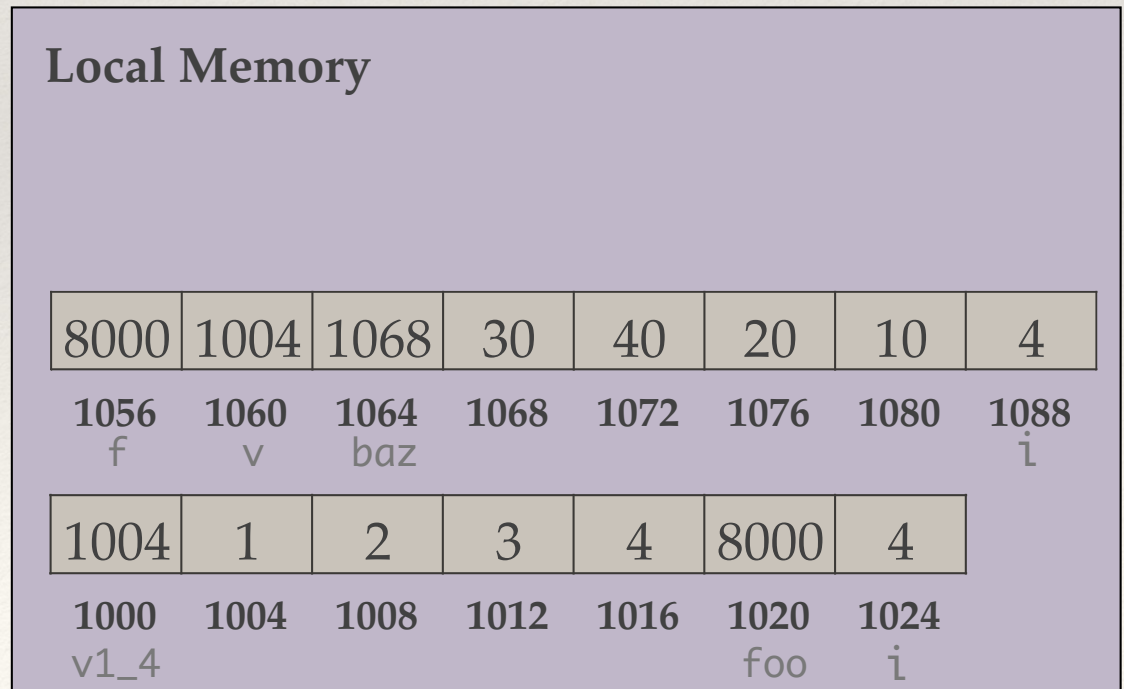 Local Memory
8000 1004 1068 30 40 20 10 4
1056 1060 1064 1068 1072 1076 1080 1088
f v baz i
1004 1 2 3 4 8000 4
1000 1004 1008 1012 1016 1020 1024
v1_4 foo i